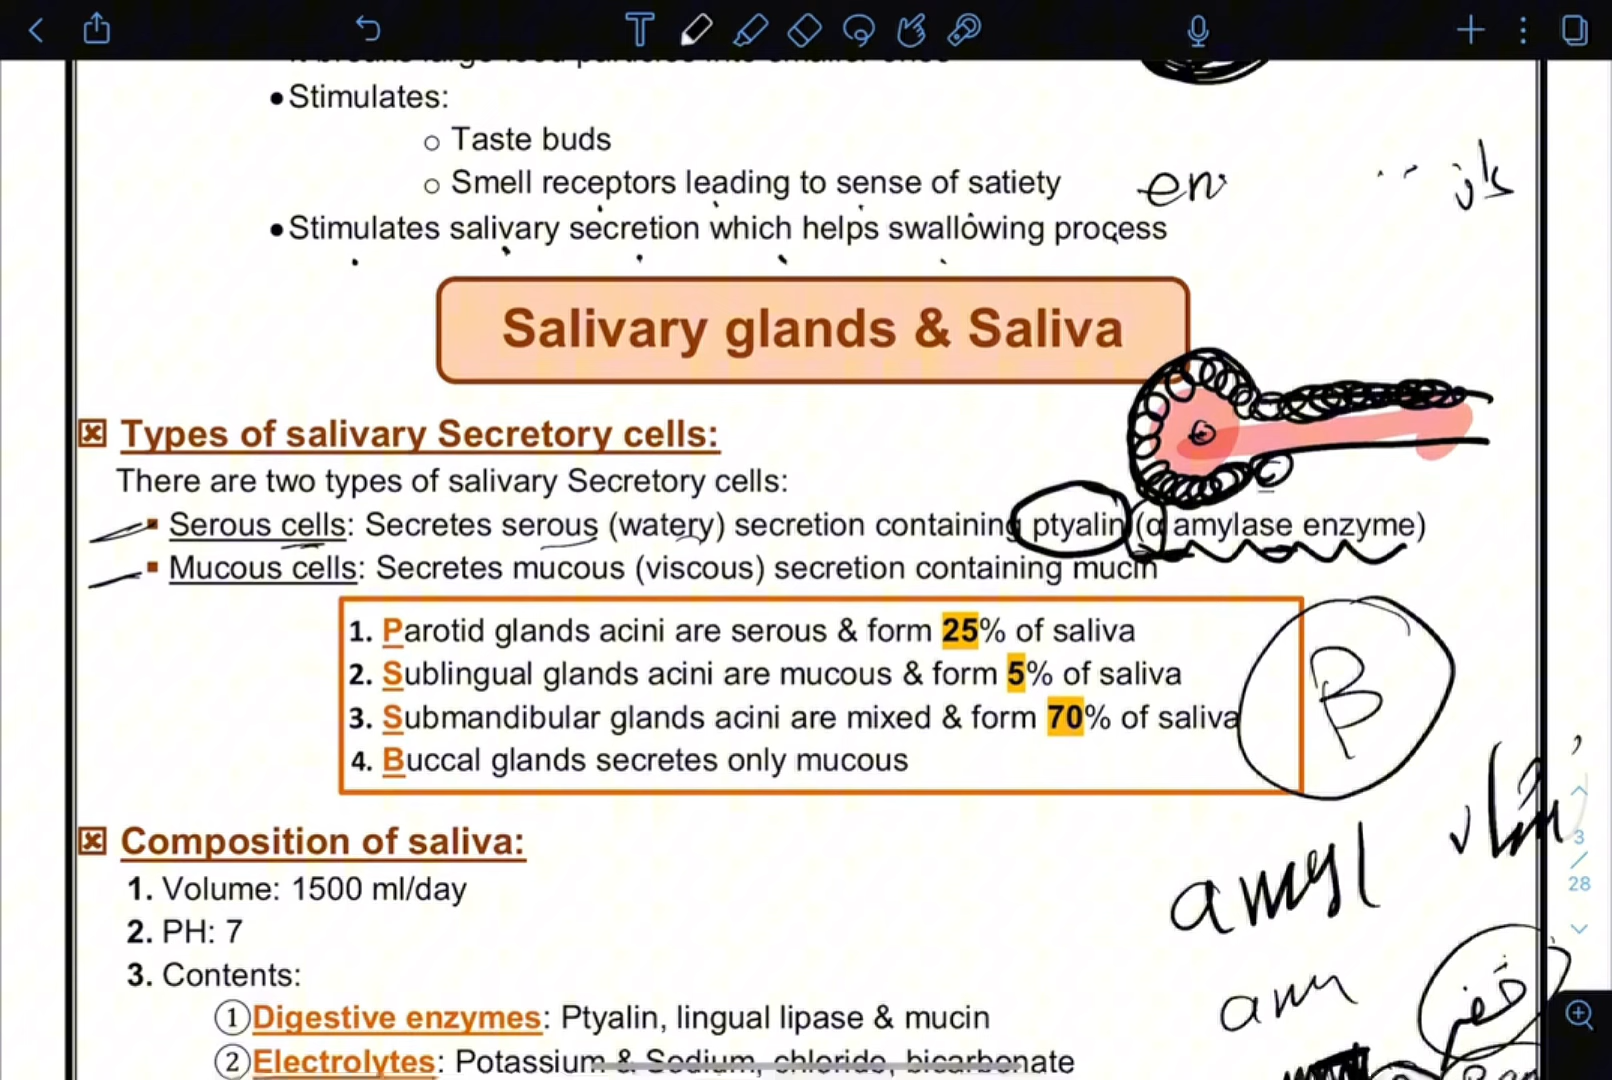 • Stimulates:
o Taste buds
o Smell receptors leading to sense of satiety
en
• Stimulates salivary secretion which helps swallowing process
Salivary glands & Saliva
Types of salivary Secretory cells:
There are two types of salivary Secretory cells:
▪ Serous cells: Secretes serous (watery) secretion containing ptyalin (α amylase enzyme)
▪ Mucous cells: Secretes mucous (viscous) secretion containing mucin
1. Parotid glands acini are serous & form 25% of saliva
2. Sublingual glands acini are mucous & form 5% of saliva
3. Submandibular glands acini are mixed & form 70% of saliva
4. Buccal glands secretes only mucous
B
Composition of saliva:
1. Volume: 1500 ml/day
amyl
2. PH: 7
3. Contents:
① Digestive enzymes: Ptyalin, lingual lipase & mucin
② Electrolytes: Potassium & Sodium, chloride, bicarbonate
3
/
28